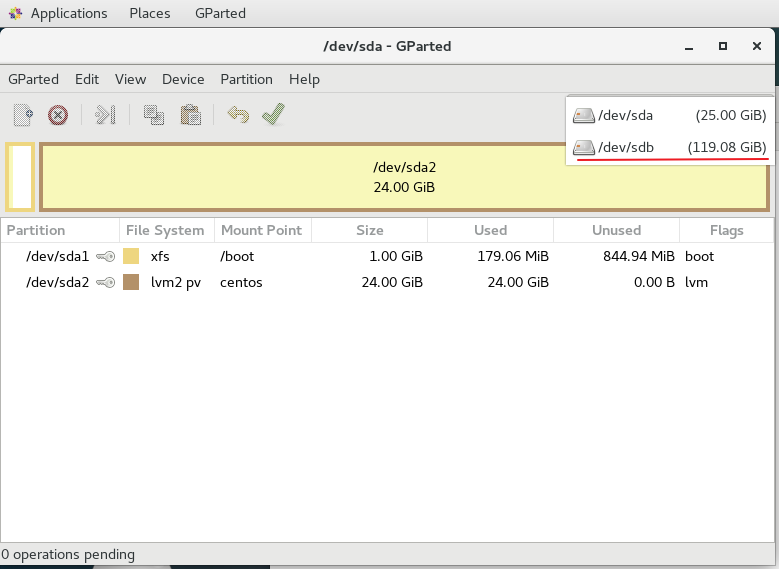 Applications Places GParted
/dev/sda - GParted
GParted Edit View Device Partition Help
/dev/sda (25.00 GiB)
/dev/sdb (119.08 GiB)
/dev/sda2
24.00 GiB
Partition File System Mount Point Size Used Unused Flags
/dev/sda1 xfs /boot 1.00 GiB 179.06 MiB 844.94 MiB boot
/dev/sda2 lvm2 pv centos 24.00 GiB 24.00 GiB 0.00 B lvm
0 operations pending